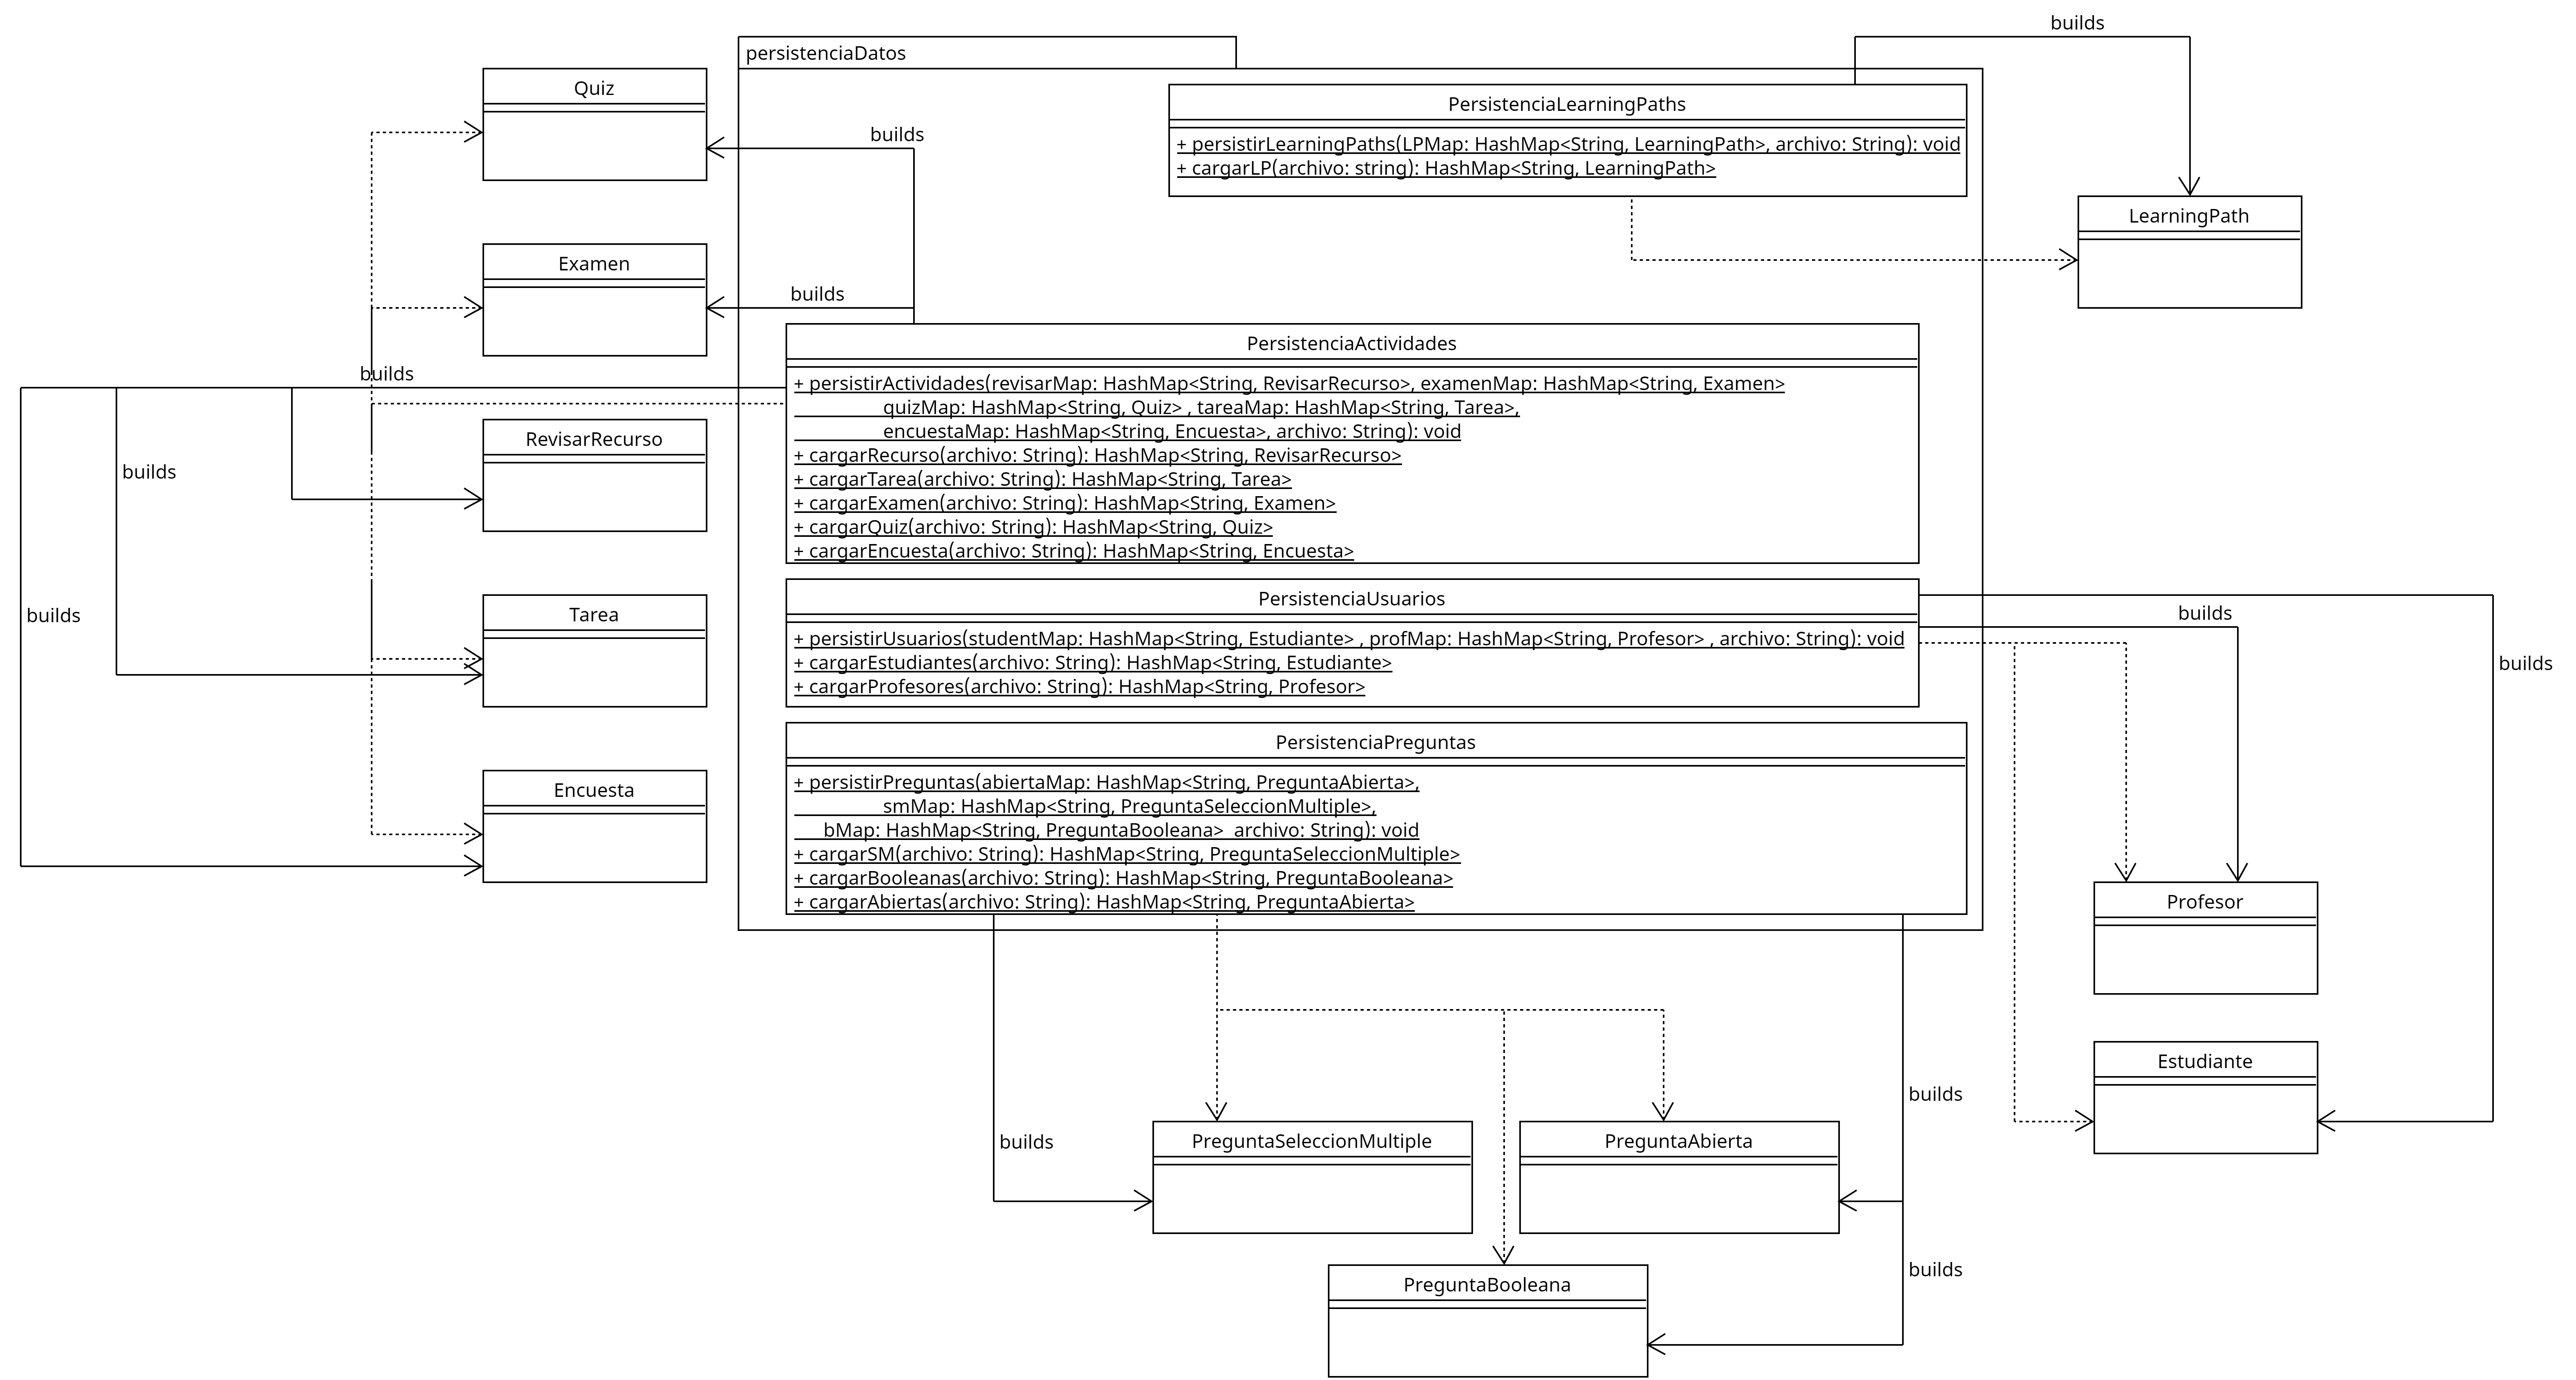 builds
persistenciaDatos
Quiz
PersistenciaLearningPaths
builds
+ persistirLearningPaths(LPMap: HashMap<String, LearningPath>, archivo: String): void
+ cargarLP(archivo: string): HashMap<String, LearningPath>
LearningPath
Examen
builds
PersistenciaActividades
builds
+ persistirActividades(revisarMap: HashMap<String, RevisarRecurso>, examenMap: HashMap<String, Examen>
quizMap: HashMap<String, Quiz> , tareaMap: HashMap<String, Tarea>,
encuestaMap: HashMap<String, Encuesta>, archivo: String): void
+ cargarRecurso(archivo: String): HashMap<String, RevisarRecurso>
+ cargarTarea(archivo: String): HashMap<String, Tarea>
+ cargarExamen(archivo: String): HashMap<String, Examen>
+ cargarQuiz(archivo: String): HashMap<String, Quiz>
+ cargarEncuesta(archivo: String): HashMap<String, Encuesta>
RevisarRecurso
builds
PersistenciaUsuarios
+ persistirUsuarios(studentMap: HashMap<String, Estudiante> , profMap: HashMap<String, Profesor> , archivo: String): void
+ cargarEstudiantes(archivo: String): HashMap<String, Estudiante>
+ cargarProfesores(archivo: String): HashMap<String, Profesor>
builds
builds
Tarea
builds
PersistenciaPreguntas
+ persistirPreguntas(abiertaMap: HashMap<String, PreguntaAbierta>,
smMap: HashMap<String, PreguntaSeleccionMultiple>,
bMap: HashMap<String, PreguntaBooleana>  archivo: String): void
+ cargarSM(archivo: String): HashMap<String, PreguntaSeleccionMultiple>
+ cargarBooleanas(archivo: String): HashMap<String, PreguntaBooleana>
+ cargarAbiertas(archivo: String): HashMap<String, PreguntaAbierta>
Encuesta
Profesor
Estudiante
builds
builds
PreguntaSeleccionMultiple
PreguntaAbierta
builds
PreguntaBooleana